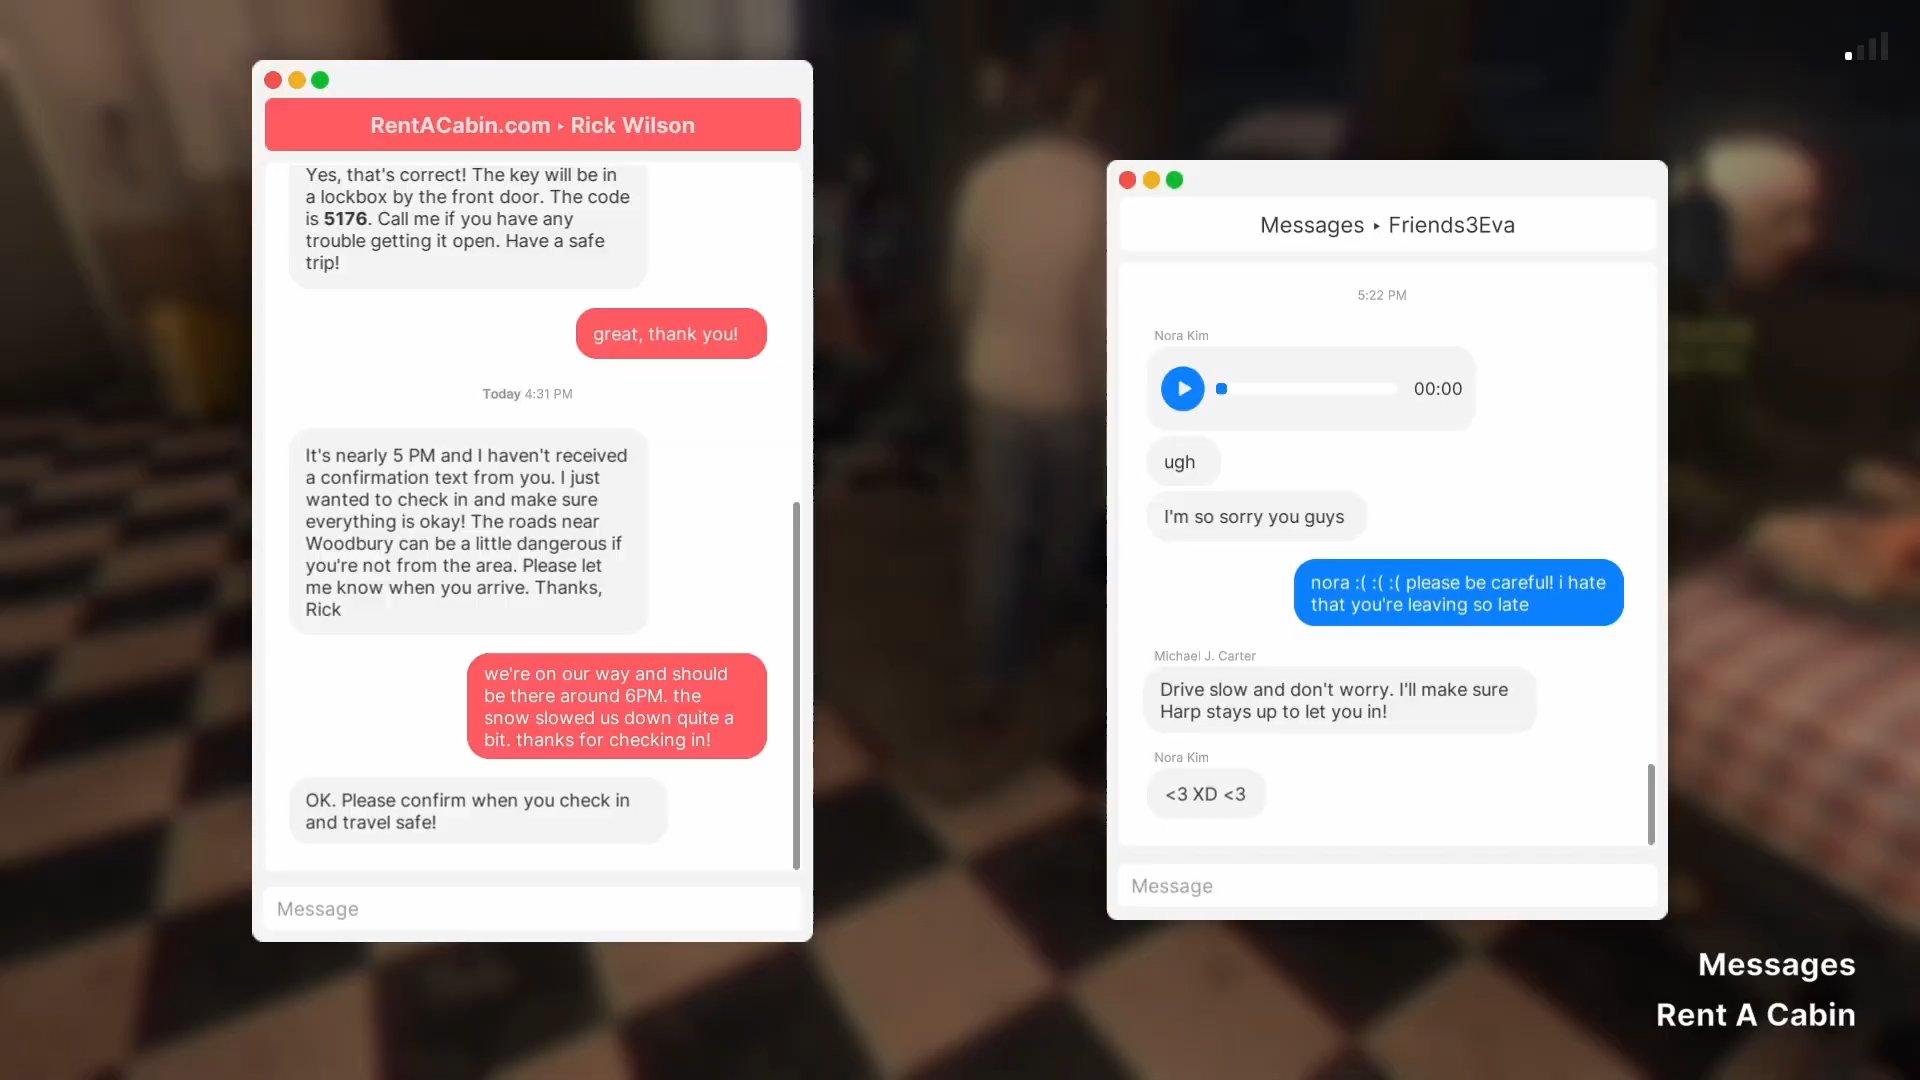 RentACabin.com ‣ Rick Wilson
Yes, that's correct! The key will be in
a lockbox by the front door. The code
is 5176. Call me if you have any
trouble getting it open. Have a safe
trip!
great, thank you!
Today 4:31 PM
It's nearly 5 PM and I haven't received
a confirmation text from you. I just
wanted to check in and make sure
everything is okay! The roads near
Woodbury can be a little dangerous if
you're not from the area. Please let
me know when you arrive. Thanks,
Rick
we're on our way and should
be there around 6PM. the
snow slowed us down quite a
bit. thanks for checking in!
OK. Please confirm when you check in
and travel safe!
Message
Messages ‣ Friends3Eva
5:22 PM
Nora Kim
00:00
ugh
I'm so sorry you guys
nora :( :( :( please be careful! i hate
that you're leaving so late
Michael J. Carter
Drive slow and don't worry. I'll make sure
Harp stays up to let you in!
Nora Kim
<3 XD <3
Message
Messages
Rent A Cabin